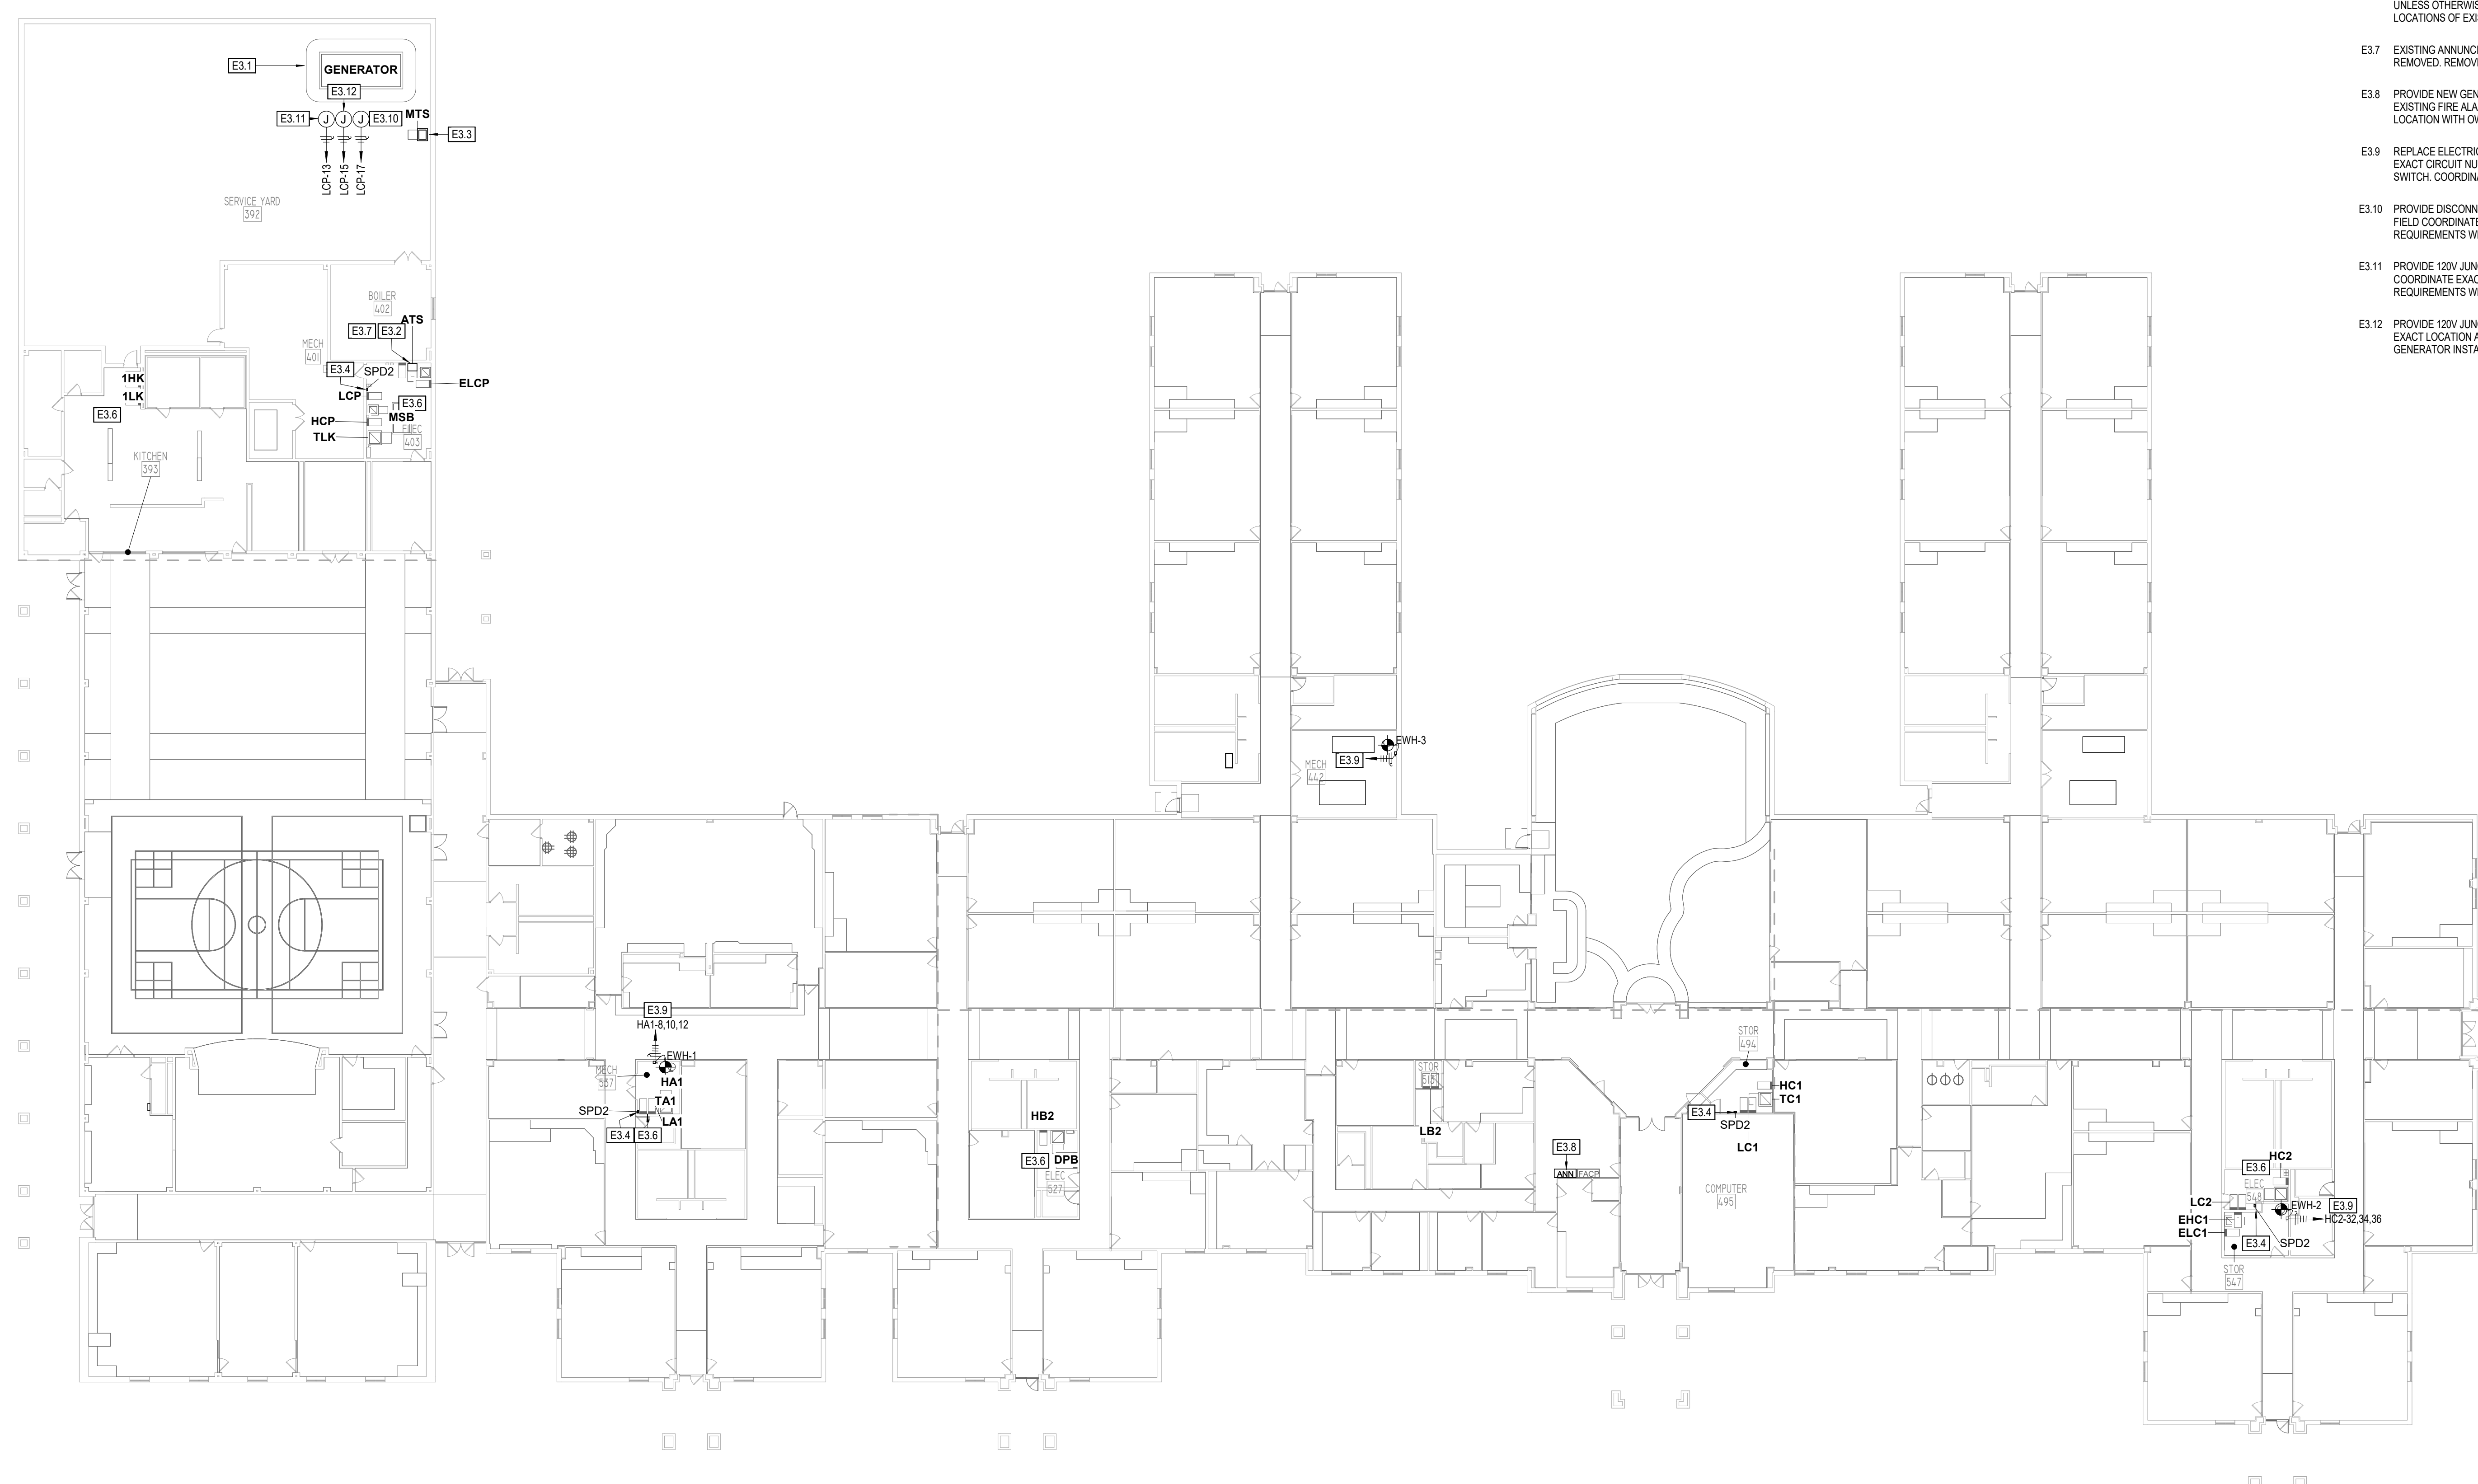 UNLESS OTHERWIS
LOCATIONS OF EXI
E3.7 EXISTING ANNUNCI
REMOVED. REMOV
E3.8 PROVIDE NEW GEN
EXISTING FIRE ALA
LOCATION WITH OW
E3.9 REPLACE ELECTRI
EXACT CIRCUIT NU
SWITCH. COORDINA
E3.10 PROVIDE DISCONN
FIELD COORDINATE
REQUIREMENTS WI
E3.11 PROVIDE 120V JUN
COORDINATE EXAC
REQUIREMENTS WI
E3.12 PROVIDE 120V JUN
EXACT LOCATION A
GENERATOR INSTA
E3.1
GENERATOR
E3.12
E3.11
J
J
J
E3.10
MTS
E3.3
LCP-13
LCP-15
LCP-17
SERVICE YARD
392
BOILER
402
ATS
E3.7
E3.2
MECH
401
E3.4
SPD2
ELCP
1HK
1LK
LCP
E3.6
E3.6
MSB
HCP
ELEC
403
TLK
KITCHEN
393
EWH-3
E3.9
MECH
442
E3.9
HA1-8,10,12
EWH-1
MECH
537
HA1
TA1
SPD2
LA1
E3.4
E3.6
HB2
E3.6
DPB
ELEC
527
STOR
513
LB2
E3.8
ANN
FACP
STOR
494
HC1
TC1
E3.4
SPD2
LC1
COMPUTER
495
HC2
E3.6
ELEC
548
LC2
EWH-2
E3.9
EHC1
HC2-32,34,36
ELC1
E3.4
SPD2
STOR
547